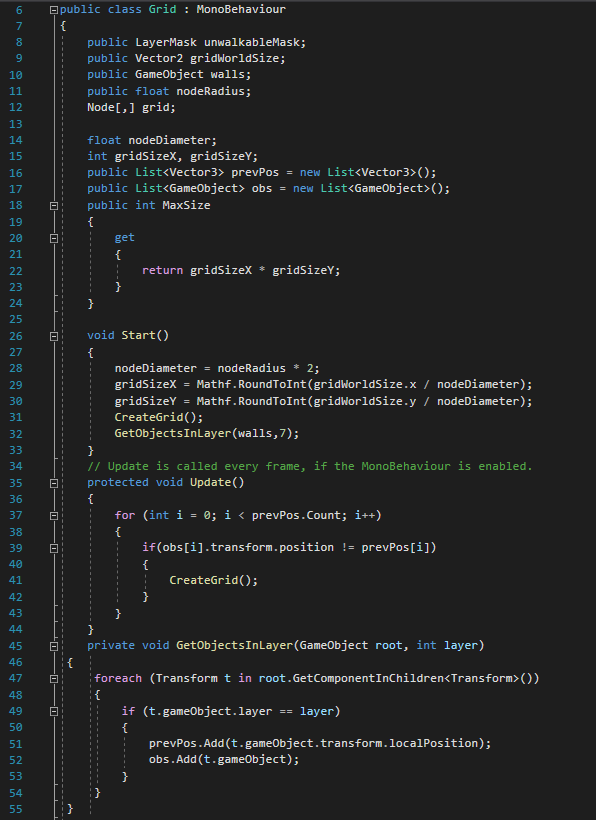 6 public class Grid : MonoBehaviour
7 {
8     public LayerMask unwalkableMask;
9     public Vector2 gridWorldSize;
10     public GameObject walls;
11     public float nodeRadius;
12     Node[,] grid;
13
14     float nodeDiameter;
15     int gridSizeX, gridSizeY;
16     public List<Vector3> prevPos = new List<Vector3>();
17     public List<GameObject> obs = new List<GameObject>();
18     public int MaxSize
19     {
20         get
21         {
22             return gridSizeX * gridSizeY;
23         }
24     }
25
26     void Start()
27     {
28         nodeDiameter = nodeRadius * 2;
29         gridSizeX = Mathf.RoundToInt(gridWorldSize.x / nodeDiameter);
30         gridSizeY = Mathf.RoundToInt(gridWorldSize.y / nodeDiameter);
31         CreateGrid();
32         GetObjectsInLayer(walls,7);
33     }
34     // Update is called every frame, if the MonoBehaviour is enabled.
35     protected void Update()
36     {
37         for (int i = 0; i < prevPos.Count; i++)
38         {
39             if(obs[i].transform.position != prevPos[i])
40             {
41                 CreateGrid();
42             }
43         }
44     }
45     private void GetObjectsInLayer(GameObject root, int layer)
46  {
47      foreach (Transform t in root.GetComponentInChildren<Transform>())
48      {
49          if (t.gameObject.layer == layer)
50          {
51              prevPos.Add(t.gameObject.transform.localPosition);
52              obs.Add(t.gameObject);
53          }
54      }
55  }